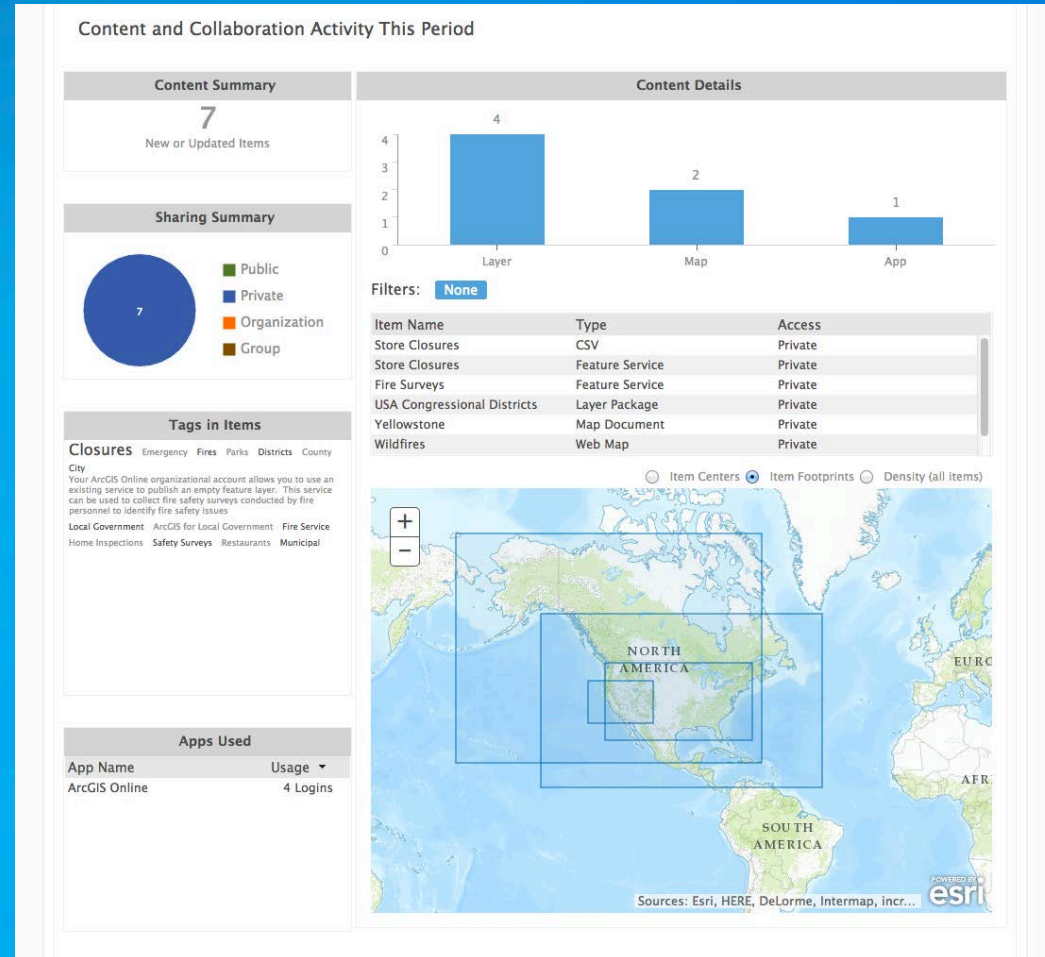 Content and Collaboration Activity This Period
Content Summary
7
New or Updated Items
Sharing Summary
7
Public
Private
Organization
Group
Tags in Items
Closures Emergency Fires Parks Districts County
City
Your ArcGIS Online organizational account allows you to use an
existing service to publish an empty feature layer. This service
can be used to collect fire safety surveys conducted by fire
personnel to identify fire safety issues
Local Government ArcGIS for Local Government Fire Service
Home Inspections Safety Surveys Restaurants Municipal
Apps Used
App Name Usage
ArcGIS Online 4 Logins
Content Details
4
3
2
1
0
4
2
1
Layer Map App
Filters: None
Item Name Type Access
Store Closures CSV Private
Store Closures Feature Service Private
Fire Surveys Feature Service Private
USA Congressional Districts Layer Package Private
Yellowstone Map Document Private
Wildfires Web Map Private
Item Centers Item Footprints Density (all items)
+
−
NORTH
AMERICA
EURO
AFR
SOUTH
AMERICA
POWERED BY
esri
Sources: Esri, HERE, DeLorme, Intermap, incr...